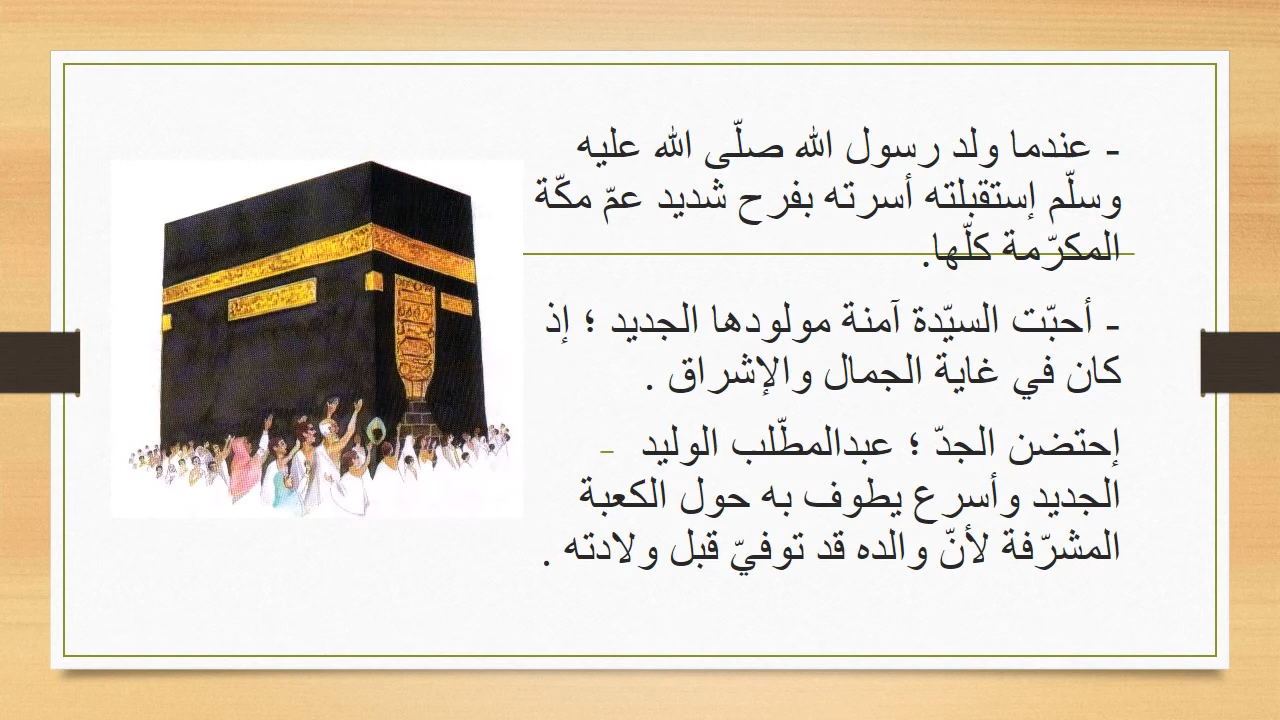 - عندما ولد رسول الله صلّى الله عليه
وسلّم إستقبلته أسرته بفرح شديد عمّ مكّة
المكرّمة كلّها.
- أحبّت السيّدة آمنة مولودها الجديد ؛ إذ
كان في غاية الجمال والإشراق .
إحتضن الجدّ ؛ عبدالمطّلب الوليد –
الجديد وأسرع يطوف به حول الكعبة
المشرّفة لأنّ والده قد توفيّ قبل ولادته .